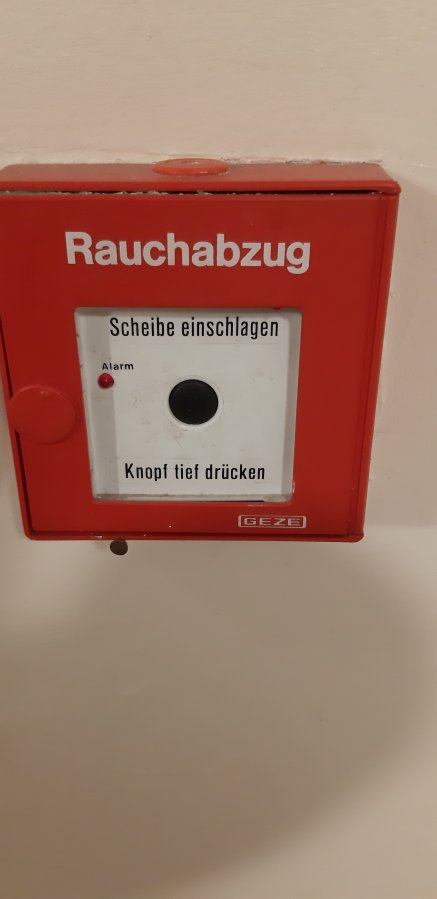 Rauchabzug
Scheibe einschlagen
Alarm
Knopf tief drücken
GEZE